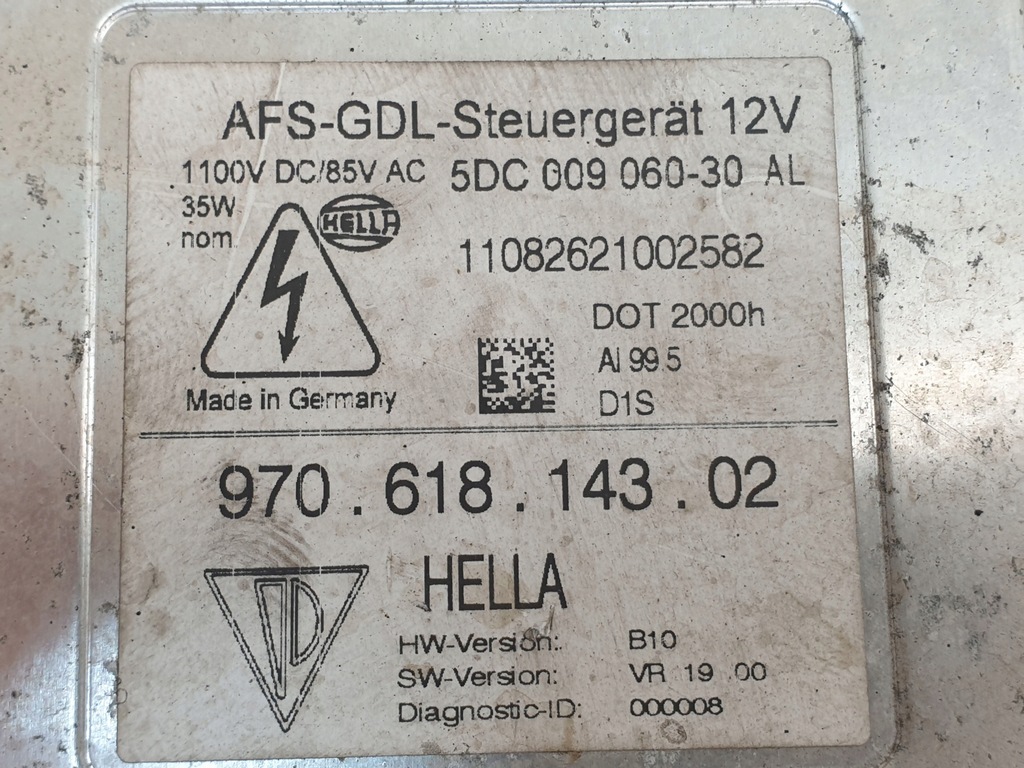 AFS-GDL-Steuergerät 12V
1100V DC/85V AC 5DC 009 060-30 AL
35W
nom
HELLA
11082621002582
DOT 2000h
Al 99.5
D1S
Made in Germany
970.618.143.02
HELLA
HW-Version: B10
SW-Version: VR 19 00
Diagnostic-ID: 000008